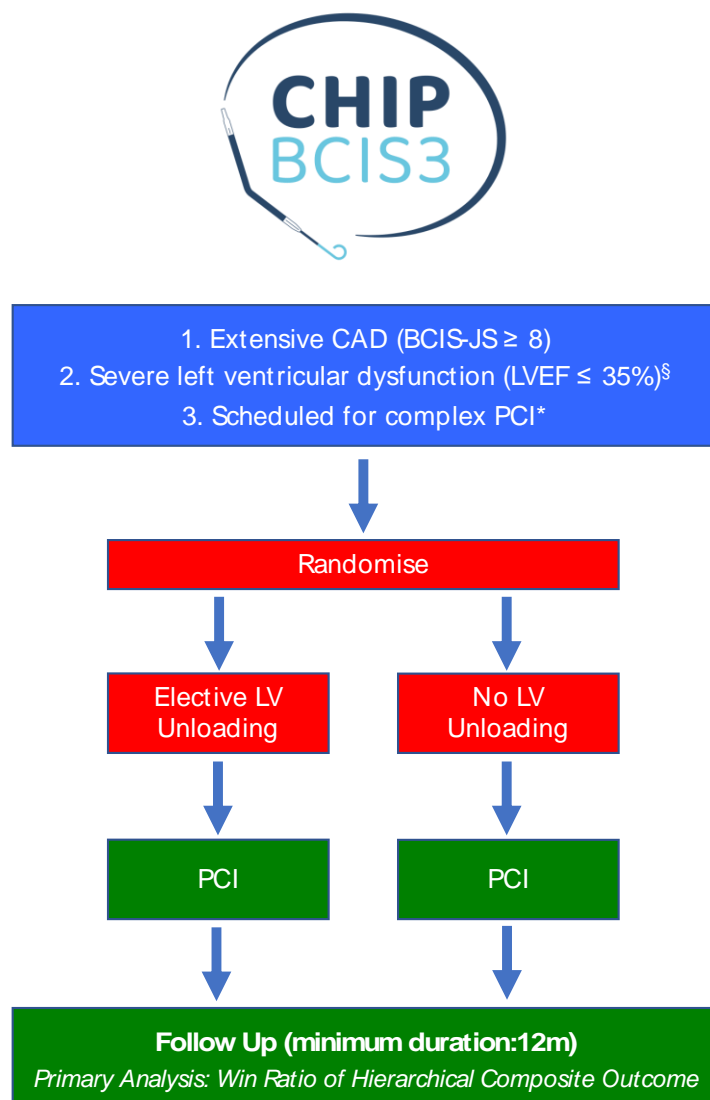 CHIP
BCIS3
1. Extensive CAD (BCIS-JS ≥ 8)
2. Severe left ventricular dysfunction (LVEF ≤ 35%)§
3. Scheduled for complex PCI*
Randomise
Elective LV
Unloading
No LV
Unloading
PCI
PCI
Follow Up (minimum duration:12m)
Primary Analysis: Win Ratio of Hierarchical Composite Outcome